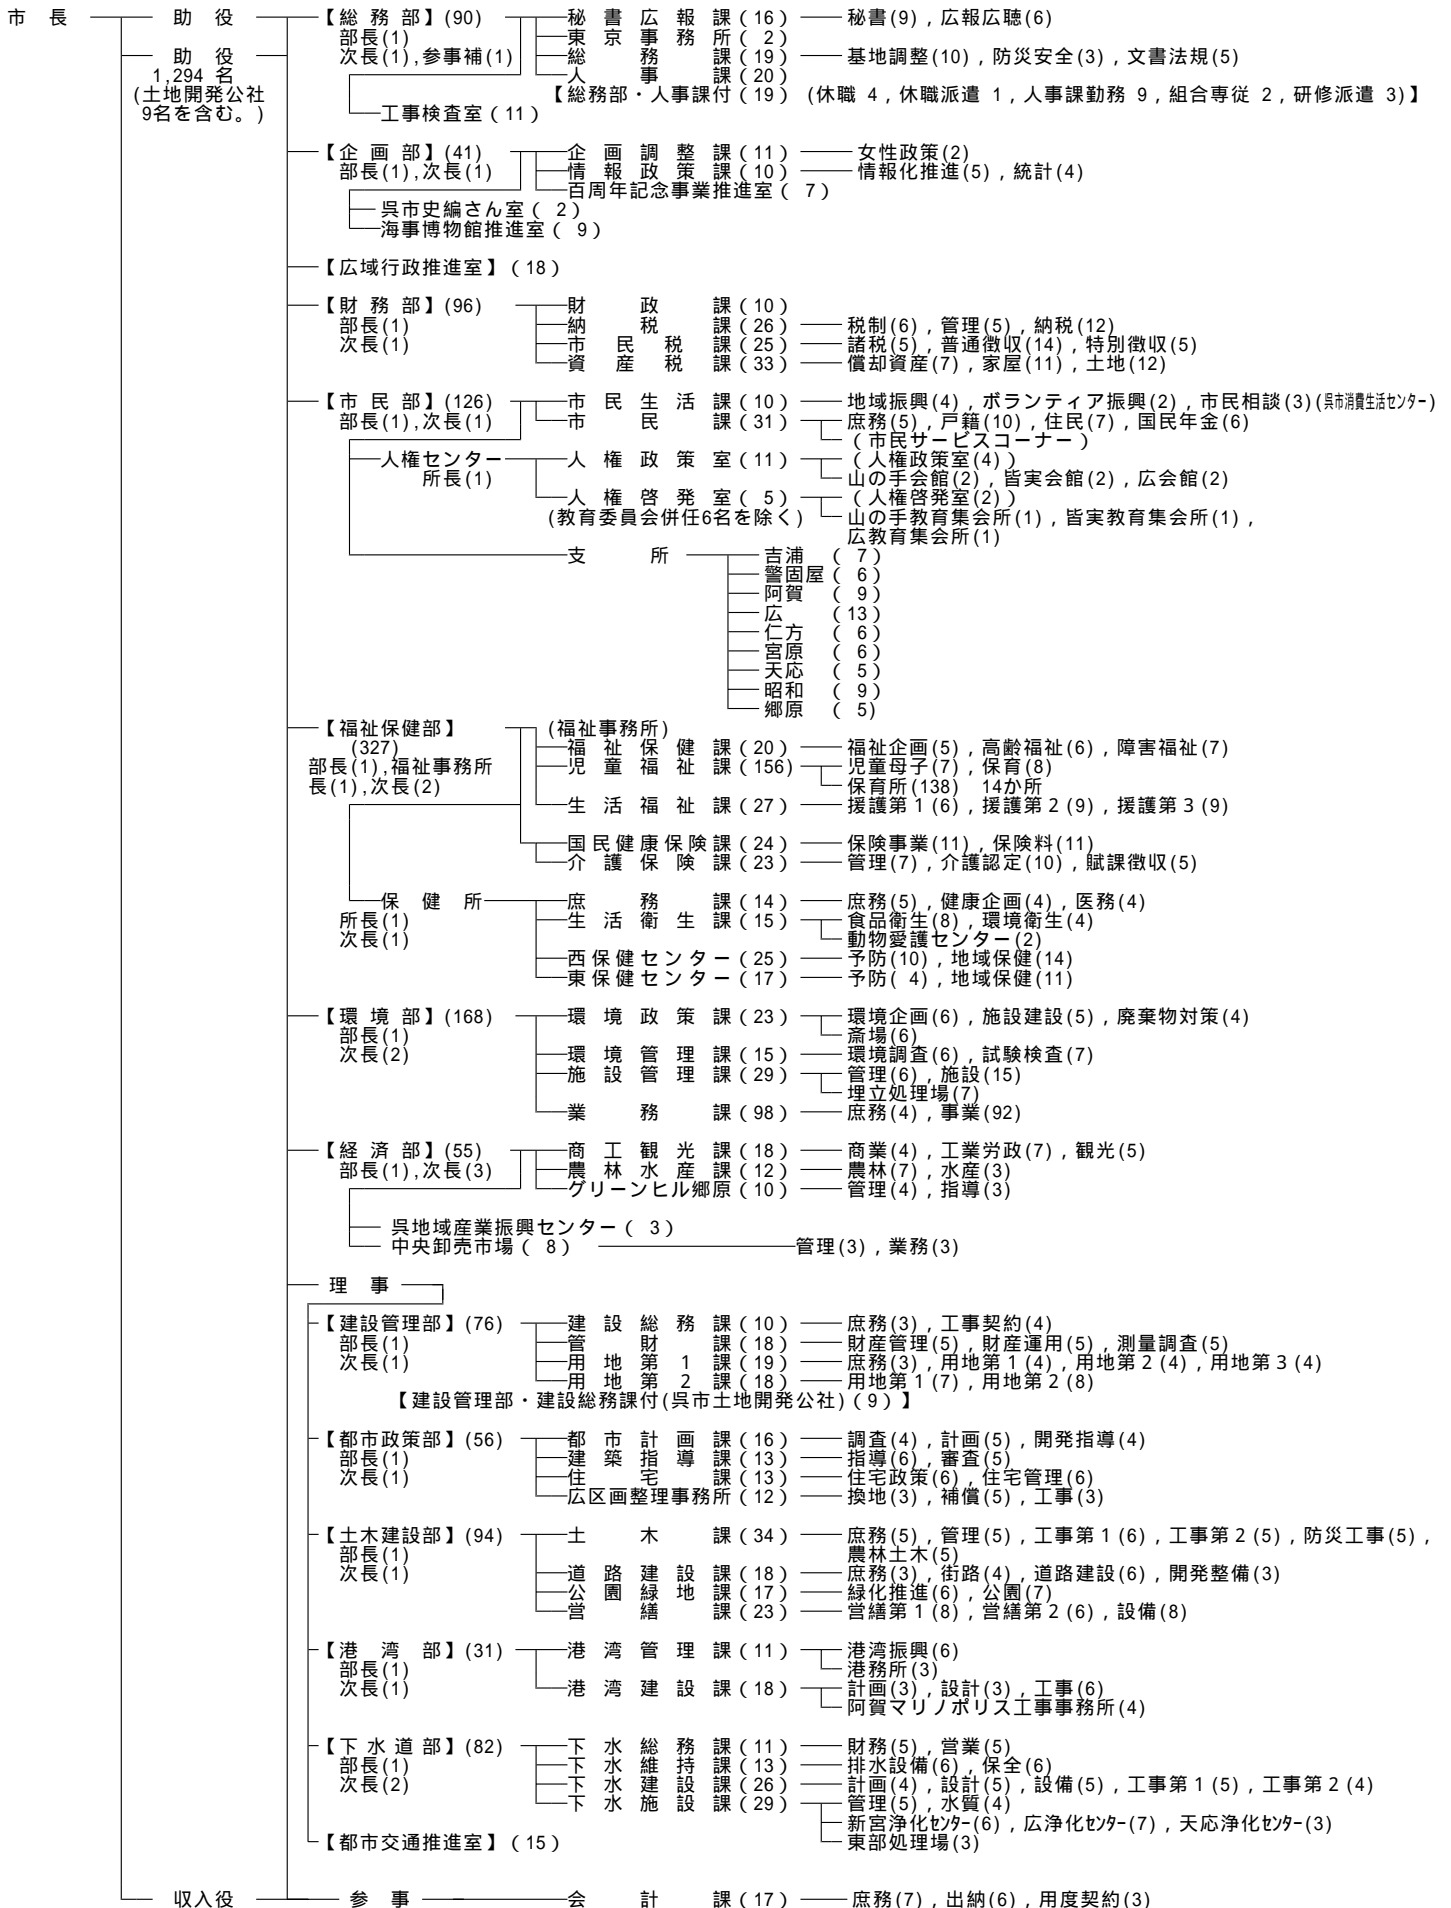 市長 助役 【総務部】(90) 秘書広報課(16) 秘書(9),広報広聴(6)
部長(1) 東京事務所( 2)
助役 次長(1),参事補(1) 総務課(19) 基地調整(10),防災安全(3),文書法規(5)
1,294 名 人事課(20)
(土地開発公社 【総務部・人事課付(19) (休職 4,休職派遣 1,人事課勤務 9,組合専従 2,研修派遣 3)】
9名を含む。) 工事検査室(11)
【企画部】(41) 企画調整課(11) 女性政策(2)
部長(1),次長(1) 情報政策課(10) 情報化推進(5),統計(4)
百周年記念事業推進室( 7)
呉市史編さん室( 2)
海事博物館推進室( 9)
【広域行政推進室】(18)
【財務部】(96) 財政課(10)
部長(1) 納税課(26) 税制(6),管理(5),納税(12)
次長(1) 市民税課(25) 諸税(5),普通徴収(14),特別徴収(5)
資産税課(33) 償却資産(7),家屋(11),土地(12)
【市民部】(126) 市民生活課(10) 地域振興(4),ボランティア振興(2),市民相談(3)(呉市消費生活センター)
部長(1),次長(1) 市民課(31) 庶務(5),戸籍(10),住民(7),国民年金(6)
(市民サービスコーナー)
人権センター 人権政策室(11) (人権政策室(4))
所長(1) 山の手会館(2),皆実会館(2),広会館(2)
人権啓発室( 5) (人権啓発室(2))
(教育委員会併任6名を除く) 山の手教育集会所(1),皆実教育集会所(1),
広教育集会所(1)
支所 吉浦 ( 7)
警固屋( 6)
阿賀 ( 9)
広 (13)
仁方 ( 6)
宮原 ( 6)
天応 ( 5)
昭和 ( 9)
郷原 ( 5)
【福祉保健部】 (福祉事務所)
(327) 福祉保健課(20) 福祉企画(5),高齢福祉(6),障害福祉(7)
部長(1),福祉事務所 児童福祉課(156) 児童母子(7),保育(8)
長(1),次長(2) 保育所(138) 14か所
生活福祉課(27) 援護第1(6),援護第2(9),援護第3(9)
国民健康保険課(24) 保険事業(11),保険料(11)
介護保険課(23) 管理(7),介護認定(10),賦課徴収(5)
保健所 庶務課(14) 庶務(5),健康企画(4),医務(4)
所長(1) 生活衛生課(15) 食品衛生(8),環境衛生(4)
次長(1) 動物愛護センター(2)
西保健センター(25) 予防(10),地域保健(14)
東保健センター(17) 予防( 4),地域保健(11)
【環境部】(168) 環境政策課(23) 環境企画(6),施設建設(5),廃棄物対策(4)
部長(1) 斎場(6)
次長(2) 環境管理課(15) 環境調査(6),試験検査(7)
施設管理課(29) 管理(6),施設(15)
埋立処理場(7)
業務課(98) 庶務(4),事業(92)
【経済部】(55) 商工観光課(18) 商業(4),工業労政(7),観光(5)
部長(1),次長(3) 農林水産課(12) 農林(7),水産(3)
グリーンヒル郷原(10) 管理(4),指導(3)
呉地域産業振興センター( 3)
中央卸売市場( 8) 管理(3),業務(3)
理事
【建設管理部】(76) 建設総務課(10) 庶務(3),工事契約(4)
部長(1) 管財課(18) 財産管理(5),財産運用(5),測量調査(5)
次長(1) 用地第1課(19) 庶務(3),用地第1(4),用地第2(4),用地第3(4)
用地第2課(18) 用地第1(7),用地第2(8)
【建設管理部・建設総務課付(呉市土地開発公社)(9)】
【都市政策部】(56) 都市計画課(16) 調査(4),計画(5),開発指導(4)
部長(1) 建築指導課(13) 指導(6),審査(5)
次長(1) 住宅課(13) 住宅政策(6),住宅管理(6)
広区画整理事務所(12) 換地(3),補償(5),工事(3)
【土木建設部】(94) 土木課(34) 庶務(5),管理(5),工事第1(6),工事第2(5),防災工事(5),
部長(1) 農林土木(5)
次長(1) 道路建設課(18) 庶務(3),街路(4),道路建設(6),開発整備(3)
公園緑地課(17) 緑化推進(6),公園(7)
営繕課(23) 営繕第1(8),営繕第2(6),設備(8)
【港湾部】(31) 港湾管理課(11) 港湾振興(6)
部長(1) 港務所(3)
次長(1) 港湾建設課(18) 計画(3),設計(3),工事(6)
阿賀マリノポリス工事事務所(4)
【下水道部】(82) 下水総務課(11) 財務(5),営業(5)
部長(1) 下水維持課(13) 排水設備(6),保全(6)
次長(2) 下水建設課(26) 計画(4),設計(5),設備(5),工事第1(5),工事第2(4)
下水施設課(29) 管理(5),水質(4)
新宮浄化センター(6),広浄化センター(7),天応浄化センター(3)
【都市交通推進室】(15) 東部処理場(3)
収入役 参事 会計課(17) 庶務(7),出納(6),用度契約(3)